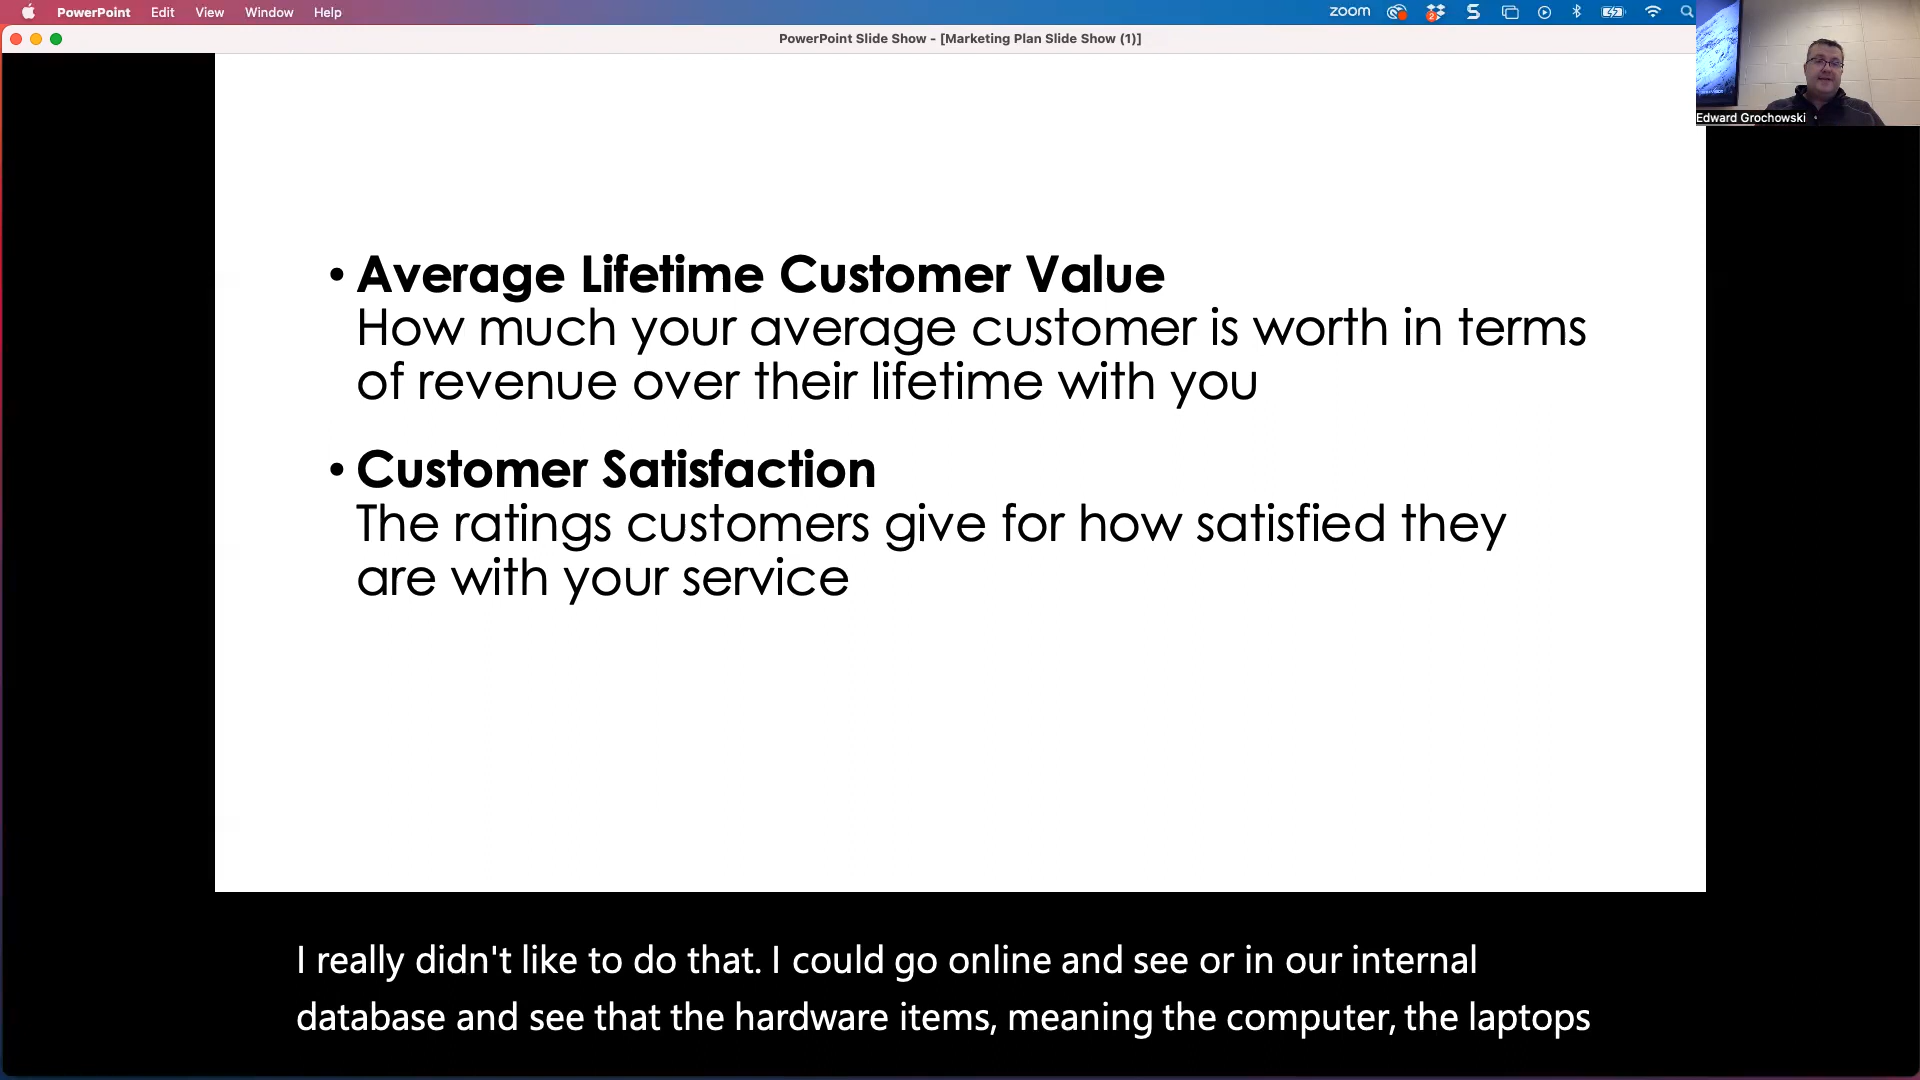 PowerPoint Edit View Window Help
zoom
2
S
PowerPoint Slide Show - [Marketing Plan Slide Show (1)]
Edward Grochowski
• Average Lifetime Customer Value
How much your average customer is worth in terms
of revenue over their lifetime with you
• Customer Satisfaction
The ratings customers give for how satisfied they
are with your service
I really didn't like to do that. I could go online and see or in our internal
database and see that the hardware items, meaning the computer, the laptops